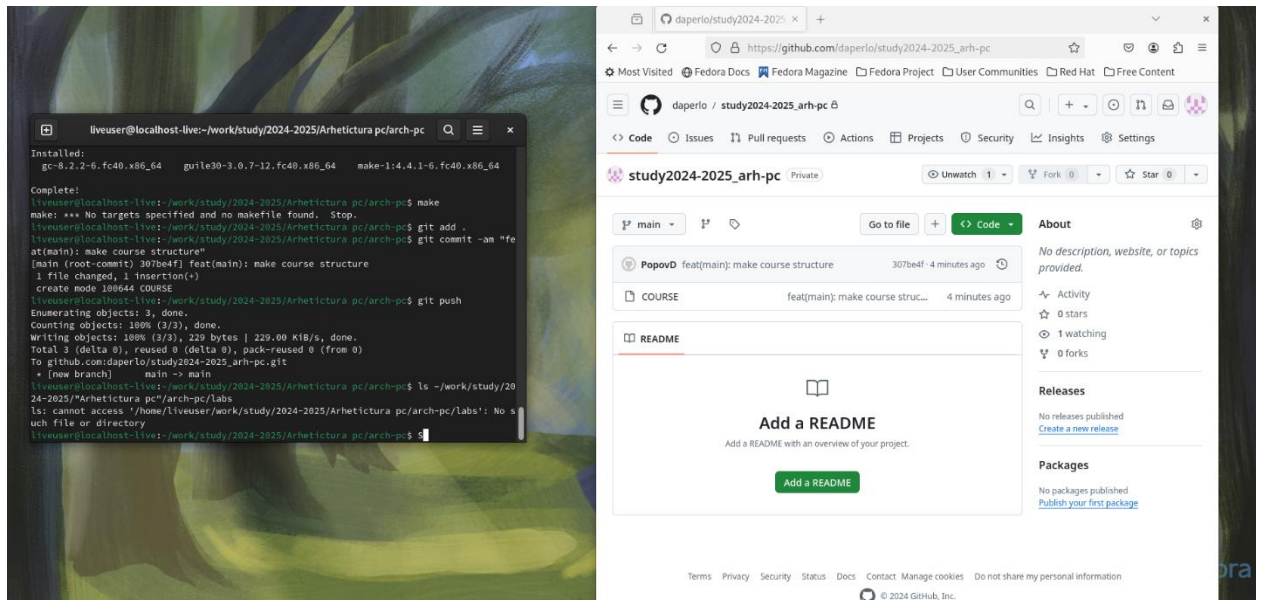 liveuser@localhost-live:~/work/study/2024-2025/Arhetictura pc/arch-pc
Installed:
gc-8.2.2-6.fc40.x86_64 guile30-3.0.7-12.fc40.x86_64 make-1:4.4.1-6.fc40.x86_64
Complete!
liveuser@localhost-live:~/work/study/2024-2025/Arhetictura pc/arch-pc$ make
make: *** No targets specified and no makefile found. Stop.
liveuser@localhost-live:~/work/study/2024-2025/Arhetictura pc/arch-pc$ git add .
liveuser@localhost-live:~/work/study/2024-2025/Arhetictura pc/arch-pc$ git commit -am "fe
at(main): make course structure"
[main (root-commit) 307be4f] feat(main): make course structure
1 file changed, 1 insertion(+)
create mode 100644 COURSE
liveuser@localhost-live:~/work/study/2024-2025/Arhetictura pc/arch-pc$ git push
Enumerating objects: 3, done.
Counting objects: 100% (3/3), done.
Writing objects: 100% (3/3), 229 bytes | 229.00 KiB/s, done.
Total 3 (delta 0), reused 0 (delta 0), pack-reused 0 (from 0)
To github.com:daperlo/study2024-2025_arh-pc.git
* [new branch] main -> main
liveuser@localhost-live:~/work/study/2024-2025/Arhetictura pc/arch-pc$ ls ~/work/study/20
24-2025/"Arhetictura pc"/arch-pc/labs
ls: cannot access '/home/liveuser/work/study/2024-2025/Arhetictura pc/arch-pc/labs': No s
uch file or directory
liveuser@localhost-live:~/work/study/2024-2025/Arhetictura pc/arch-pc$ S
daperlo/study2024-2025
https://github.com/daperlo/study2024-2025_arh-pc
Most Visited Fedora Docs Fedora Magazine Fedora Project User Communities Red Hat Free Content
daperlo / study2024-2025_arh-pc
Code Issues Pull requests Actions Projects Security Insights Settings
study2024-2025_arh-pc Private Unwatch 1 Fork 0 Star 0
main Go to file + Code
PopovD feat(main): make course structure 307be4f · 4 minutes ago
COURSE feat(main): make course struc... 4 minutes ago
README
Add a README
Add a README with an overview of your project.
Add a README
About
No description, website, or topics
provided.
Activity
0 stars
1 watching
0 forks
Releases
No releases published
Create a new release
Packages
No packages published
Publish your first package
Terms Privacy Security Status Docs Contact Manage cookies Do not share my personal information
© 2024 GitHub, Inc.
ora